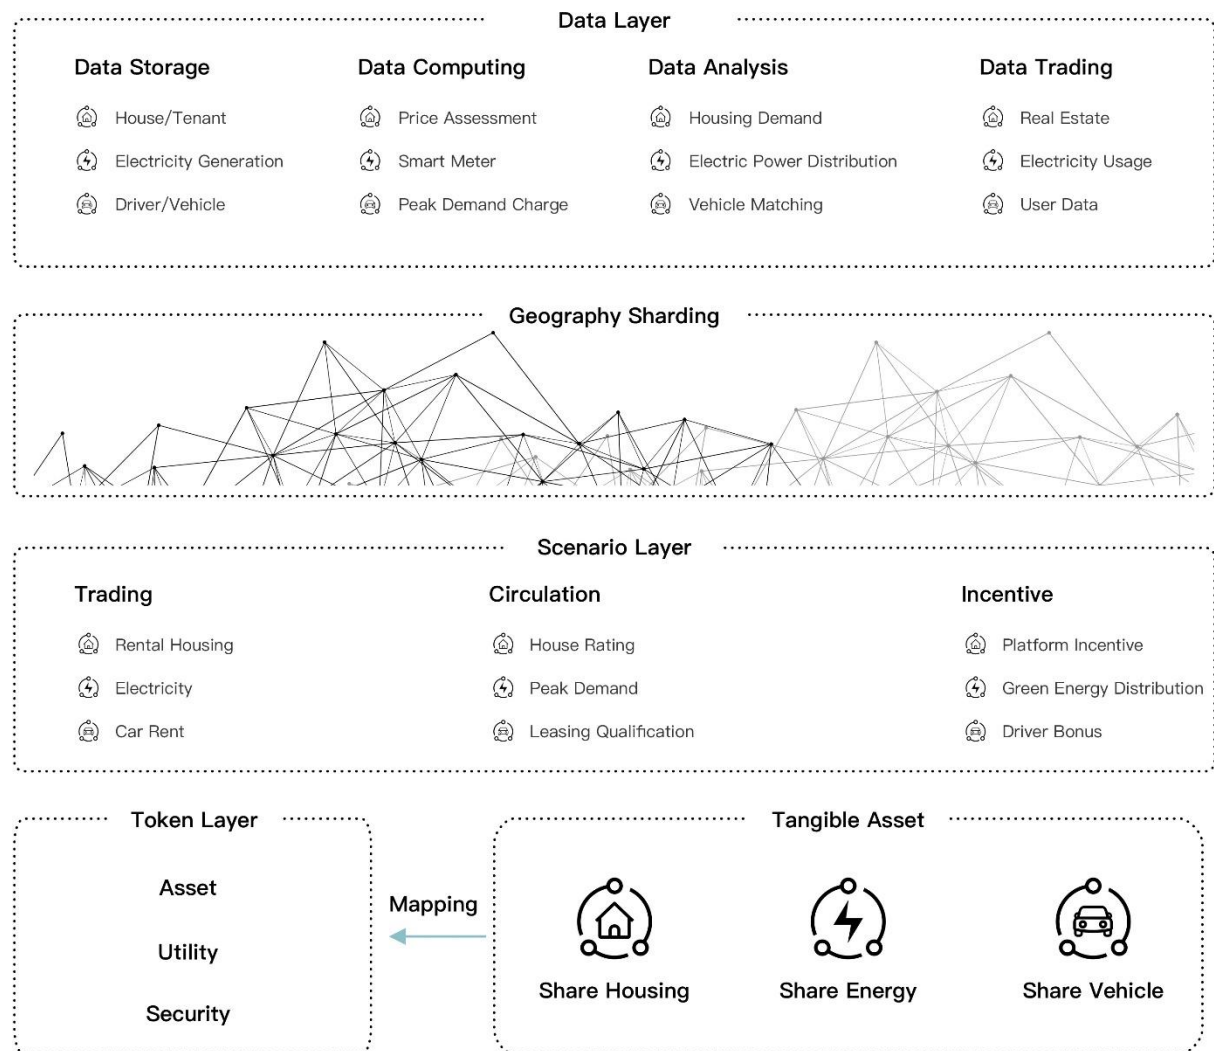 Data Layer
Data Storage
House/Tenant
Electricity Generation
Driver/Vehicle
Data Computing
Price Assessment
Smart Meter
Peak Demand Charge
Data Analysis
Housing Demand
Electric Power Distribution
Vehicle Matching
Data Trading
Real Estate
Electricity Usage
User Data
Geography Sharding
Scenario Layer
Trading
Rental Housing
Electricity
Car Rent
Circulation
House Rating
Peak Demand
Leasing Qualification
Incentive
Platform Incentive
Green Energy Distribution
Driver Bonus
Token Layer
Asset
Utility
Security
Mapping
Tangible Asset
Share Housing
Share Energy
Share Vehicle